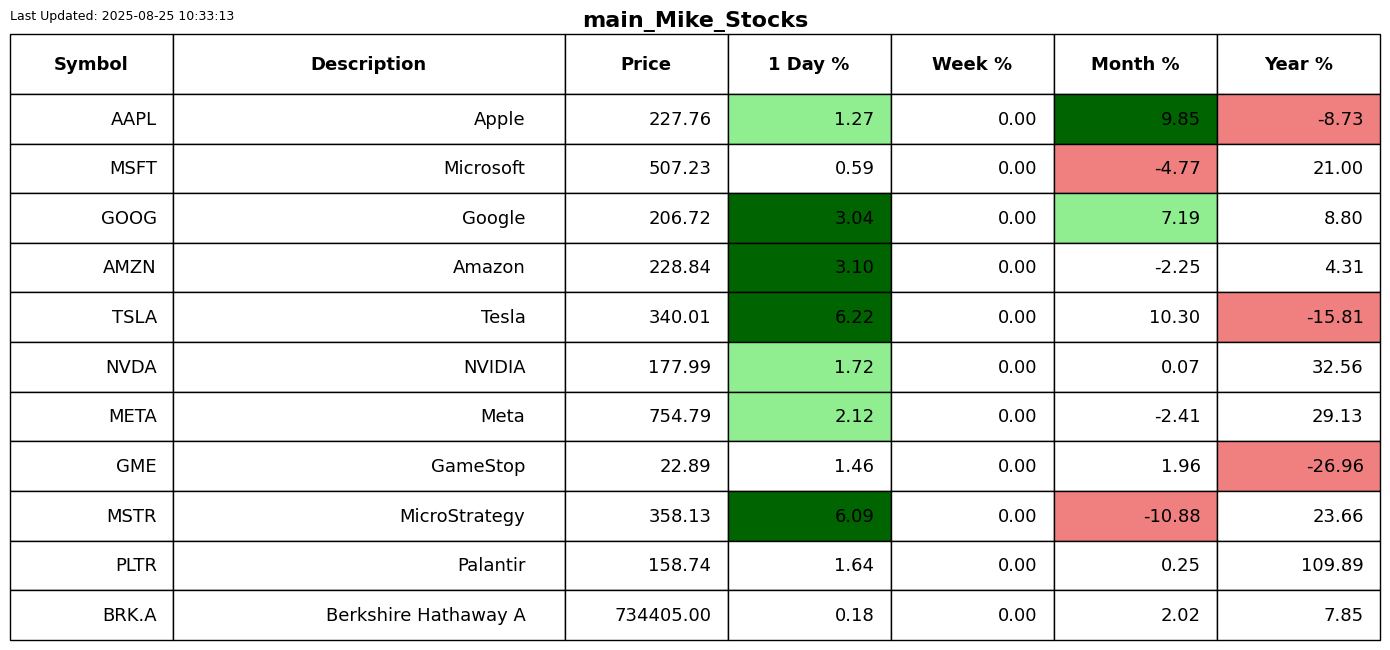 Last Updated: 2025-08-25 10:33:13
main_Mike_Stocks
Symbol Description Price 1 Day % Week % Month % Year %
AAPL Apple 227.76 1.27 0.00 9.85 -8.73
MSFT Microsoft 507.23 0.59 0.00 -4.77 21.00
GOOG Google 206.72 3.04 0.00 7.19 8.80
AMZN Amazon 228.84 3.10 0.00 -2.25 4.31
TSLA Tesla 340.01 6.22 0.00 10.30 -15.81
NVDA NVIDIA 177.99 1.72 0.00 0.07 32.56
META Meta 754.79 2.12 0.00 -2.41 29.13
GME GameStop 22.89 1.46 0.00 1.96 -26.96
MSTR MicroStrategy 358.13 6.09 0.00 -10.88 23.66
PLTR Palantir 158.74 1.64 0.00 0.25 109.89
BRK.A Berkshire Hathaway A 734405.00 0.18 0.00 2.02 7.85